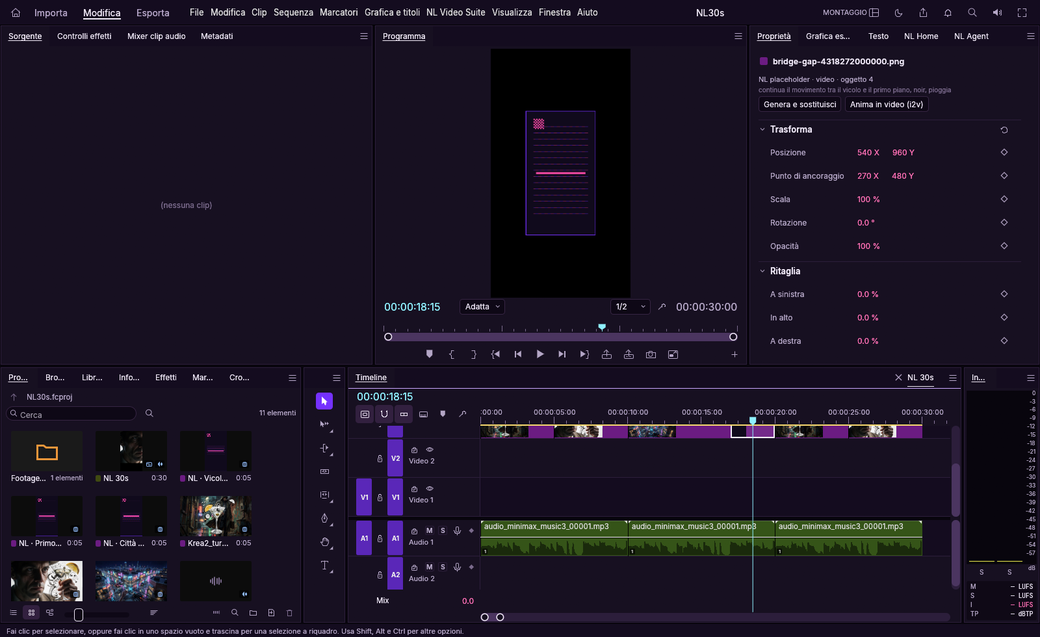 Importa Modifica Esporta File Modifica Clip Sequenza Marcatori Grafica e titoli NL Video Suite Visualizza Finestra Aiuto NL30s MONTAGGIO
Sorgente Controlli effetti Mixer clip audio Metadati
(nessuna clip)
Programma
00:00:18:15 Adatta 1/2 00:00:30:00
Proprietà Grafica es... Testo NL Home NL Agent
bridge-gap-4318272000000.png
NL placeholder · video · oggetto 4
continua il movimento tra il vicolo e il primo piano, noir, pioggia
Genera e sostituisci Anima in video (i2v)
Trasforma
Posizione 540 X 960 Y
Punto di ancoraggio 270 X 480 Y
Scala 100 %
Rotazione 0.0 °
Opacità 100 %
Ritaglia
A sinistra 0.0 %
In alto 0.0 %
A destra 0.0 %
Pro... Bro... Libr... Info... Effetti Mar... Cro...
NL30s.fcproj
Cerca 11 elementi
Footage... 1 elementi NL 30s 0:30 NL · Vicol... 0:05
NL · Primo... 0:05 NL · Città ... 0:05 Krea2_tur... 0:05
Timeline NL 30s
00:00:18:15
:00:00 00:00:05:00 00:00:10:00 00:00:15:00 00:00:20:00 00:00:25:00 00:00:30:00
V2 Video 2
V1 V1 Video 1
A1 A1 M S Audio 1
audio_minimax_music3_00001.mp3 audio_minimax_music3_00001.mp3 audio_minimax_music3_00001.mp3
1 1 1
A2 M S Audio 2
Mix 0.0
In...
0
-3
-6
-9
-12
-15
-18
-21
-24
-27
-30
-33
-36
-39
-42
-45
-48
-51
-54
-57
dB
S S
M -- LUFS
S -- LUFS
I -- LUFS
TP -- dBTP
Fai clic per selezionare, oppure fai clic in uno spazio vuoto e trascina per una selezione a riquadro. Usa Shift, Alt e Ctrl per altre opzioni.